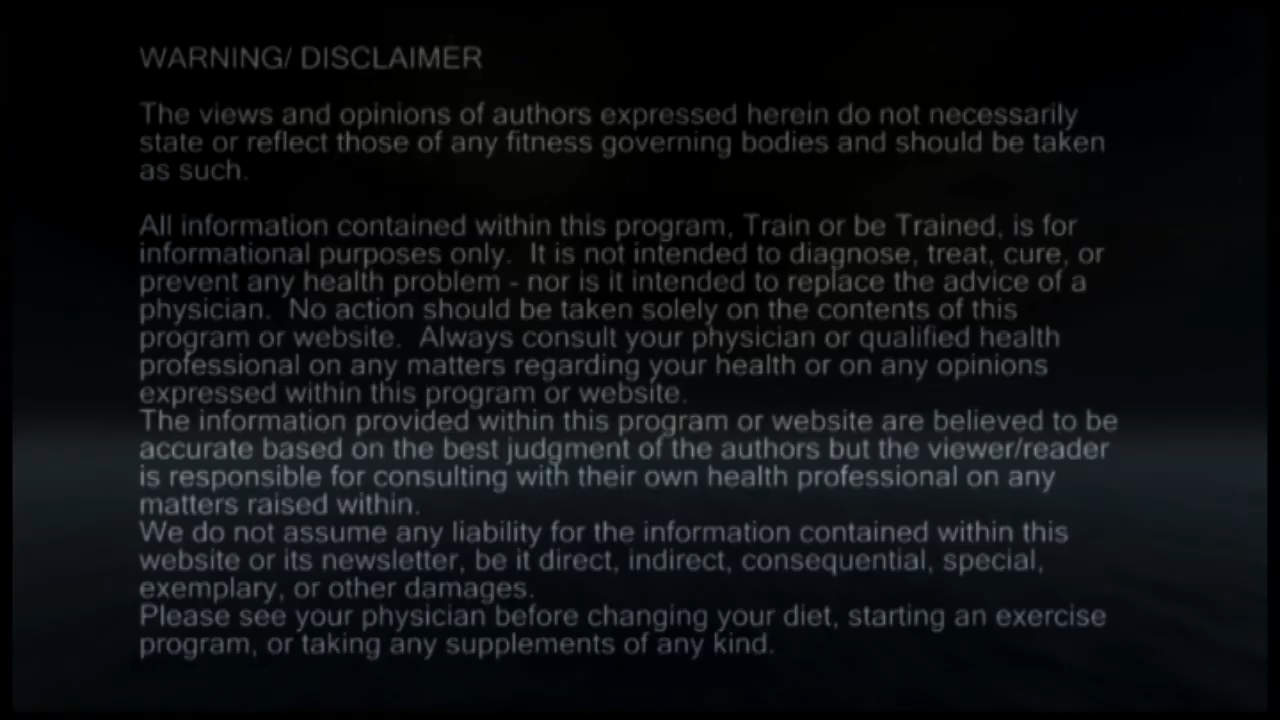 WARNING/ DISCLAIMER
The views and opinions of authors expressed herein do not necessarily
state or reflect those of any fitness governing bodies and should be taken
as such.
All information contained within this program, Train or be Trained, is for
informational purposes only.  It is not intended to diagnose, treat, cure, or
prevent any health problem - nor is it intended to replace the advice of a
physician.  No action should be taken solely on the contents of this
program or website.  Always consult your physician or qualified health
professional on any matters regarding your health or on any opinions
expressed within this program or website.
The information provided within this program or website are believed to be
accurate based on the best judgment of the authors but the viewer/reader
is responsible for consulting with their own health professional on any
matters raised within.
We do not assume any liability for the information contained within this
website or its newsletter, be it direct, indirect, consequential, special,
exemplary, or other damages.
Please see your physician before changing your diet, starting an exercise
program, or taking any supplements of any kind.